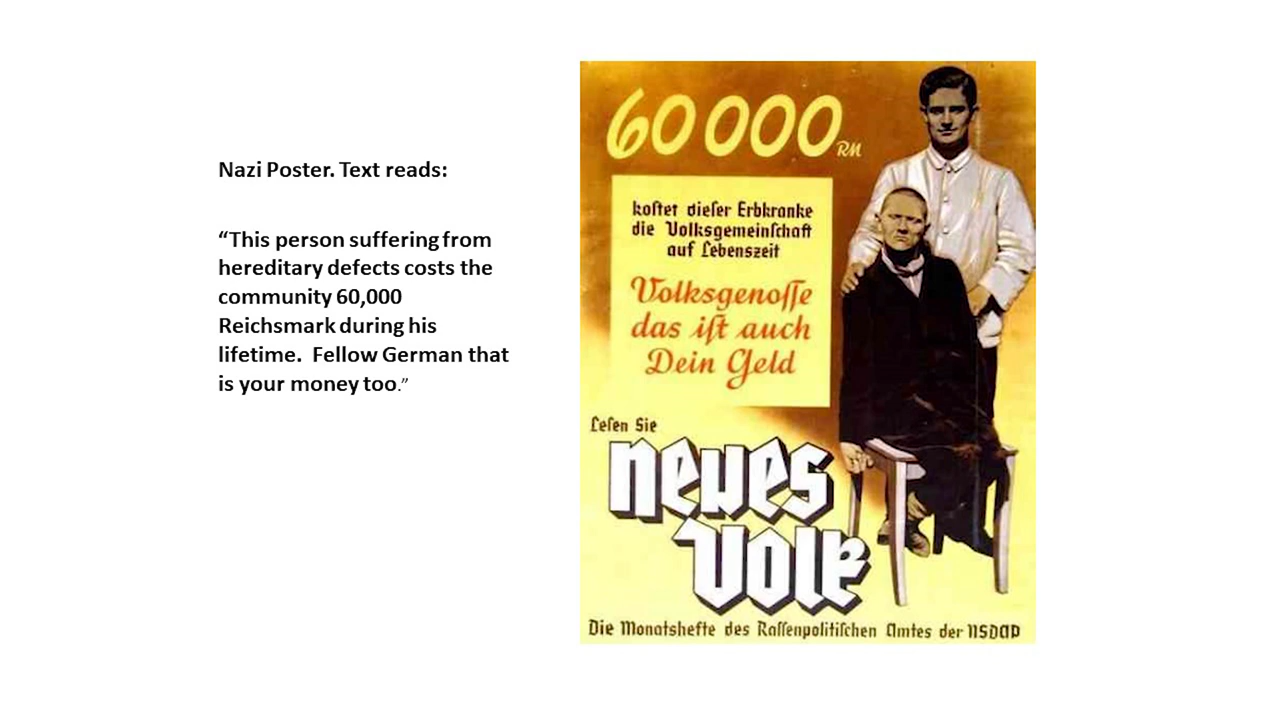 Nazi Poster. Text reads:
“This person suffering from
hereditary defects costs the
community 60,000
Reichsmark during his
lifetime.  Fellow German that
is your money too.”
60 000 RM
koſtet dieſer Erbkranke
die Volksgemeinſchaft
auf Lebenszeit
Volksgenoſſe
das iſt auch
Dein Geld
Leſen Sie
neues
Volk
Die Monatshefte des Raſſenpolitiſchen Amtes der NSDAP